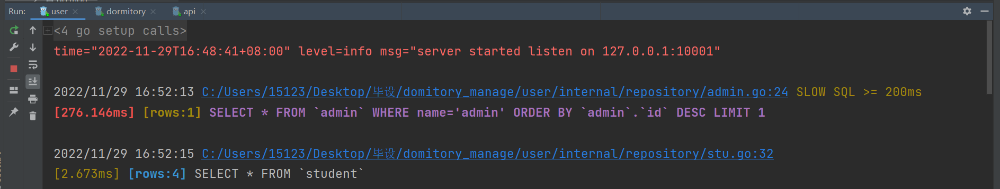 Run: user dormitory api
<4 go setup calls>
time="2022-11-29T16:48:41+08:00" level=info msg="server started listen on 127.0.0.1:10001"
2022/11/29 16:52:13 C:/Users/15123/Desktop/毕设/domitory_manage/user/internal/repository/admin.go:24 SLOW SQL >= 200ms
[276.146ms] [rows:1] SELECT * FROM `admin` WHERE name='admin' ORDER BY `admin`.`id` DESC LIMIT 1
2022/11/29 16:52:15 C:/Users/15123/Desktop/毕设/domitory_manage/user/internal/repository/stu.go:32
[2.673ms] [rows:4] SELECT * FROM `student`